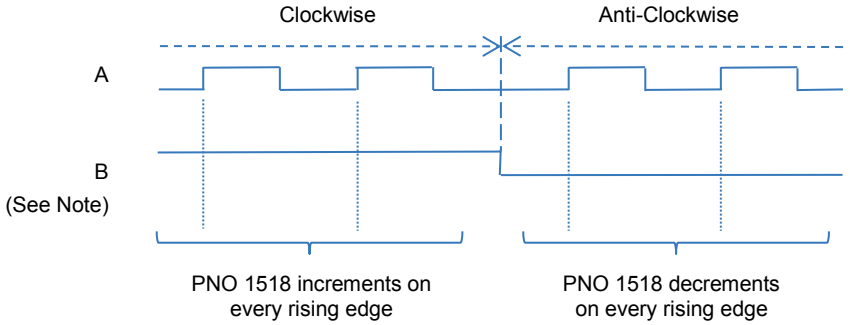 Clockwise
Anti-Clockwise
A
B
(See Note)
PNO 1518 increments on
every rising edge
PNO 1518 decrements
on every rising edge